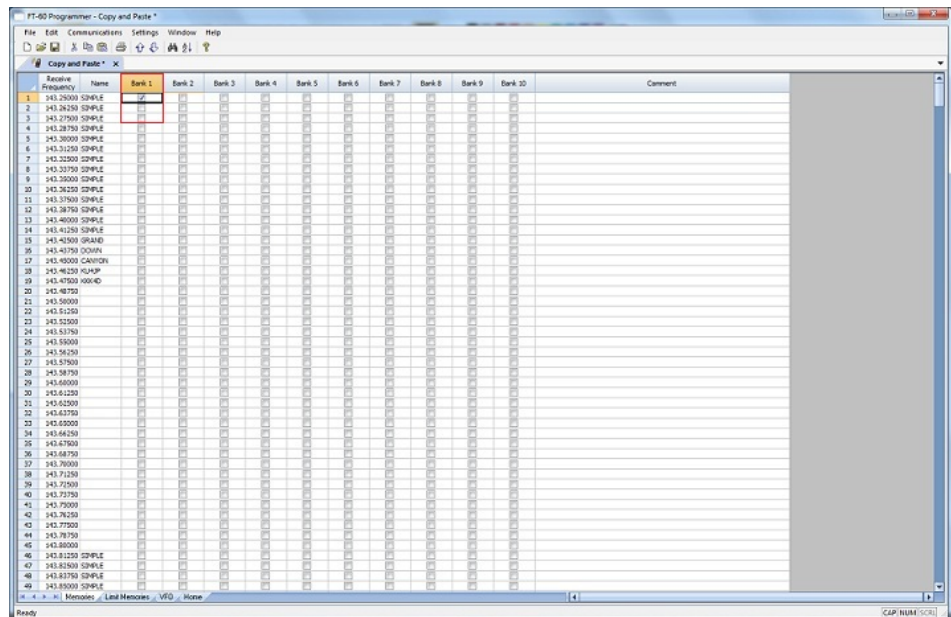 FT-60 Programmer - Copy and Paste *
File Edit Communications Settings Window Help
Copy and Paste * x
Receive Frequency Name Bank 1 Bank 2 Bank 3 Bank 4 Bank 5 Bank 6 Bank 7 Bank 8 Bank 9 Bank 10 Comment
1 143.25000 SIMPLE
2 143.26250 SIMPLE
3 143.27500 SIMPLE
4 143.28750 SIMPLE
5 143.30000 SIMPLE
6 143.31250 SIMPLE
7 143.32500 SIMPLE
8 143.33750 SIMPLE
9 143.35000 SIMPLE
10 143.36250 SIMPLE
11 143.37500 SIMPLE
12 143.38750 SIMPLE
13 143.40000 SIMPLE
14 143.41250 SIMPLE
15 143.42500 GRAND
16 143.43750 DOWN
17 143.45000 CANYON
18 143.46250
19 143.47500
20 143.48750
21 143.50000
22 143.51250
23 143.52500
24 143.53750
25 143.55000
26 143.56250
27 143.57500
28 143.58750
29 143.60000
30 143.61250
31 143.62500
32 143.63750
33 143.65000
34 143.66250
35 143.67500
36 143.68750
37 143.70000
38 143.71250
39 143.72500
40 143.73750
41 143.75000
42 143.76250
43 143.77500
44 143.78750
45 143.80000
46 143.81250 SIMPLE
47 143.82500 SIMPLE
48 143.83750 SIMPLE
49 143.85000 SIMPLE
Memories Limit Memories VFO Home
Ready CAP NUM SCRL